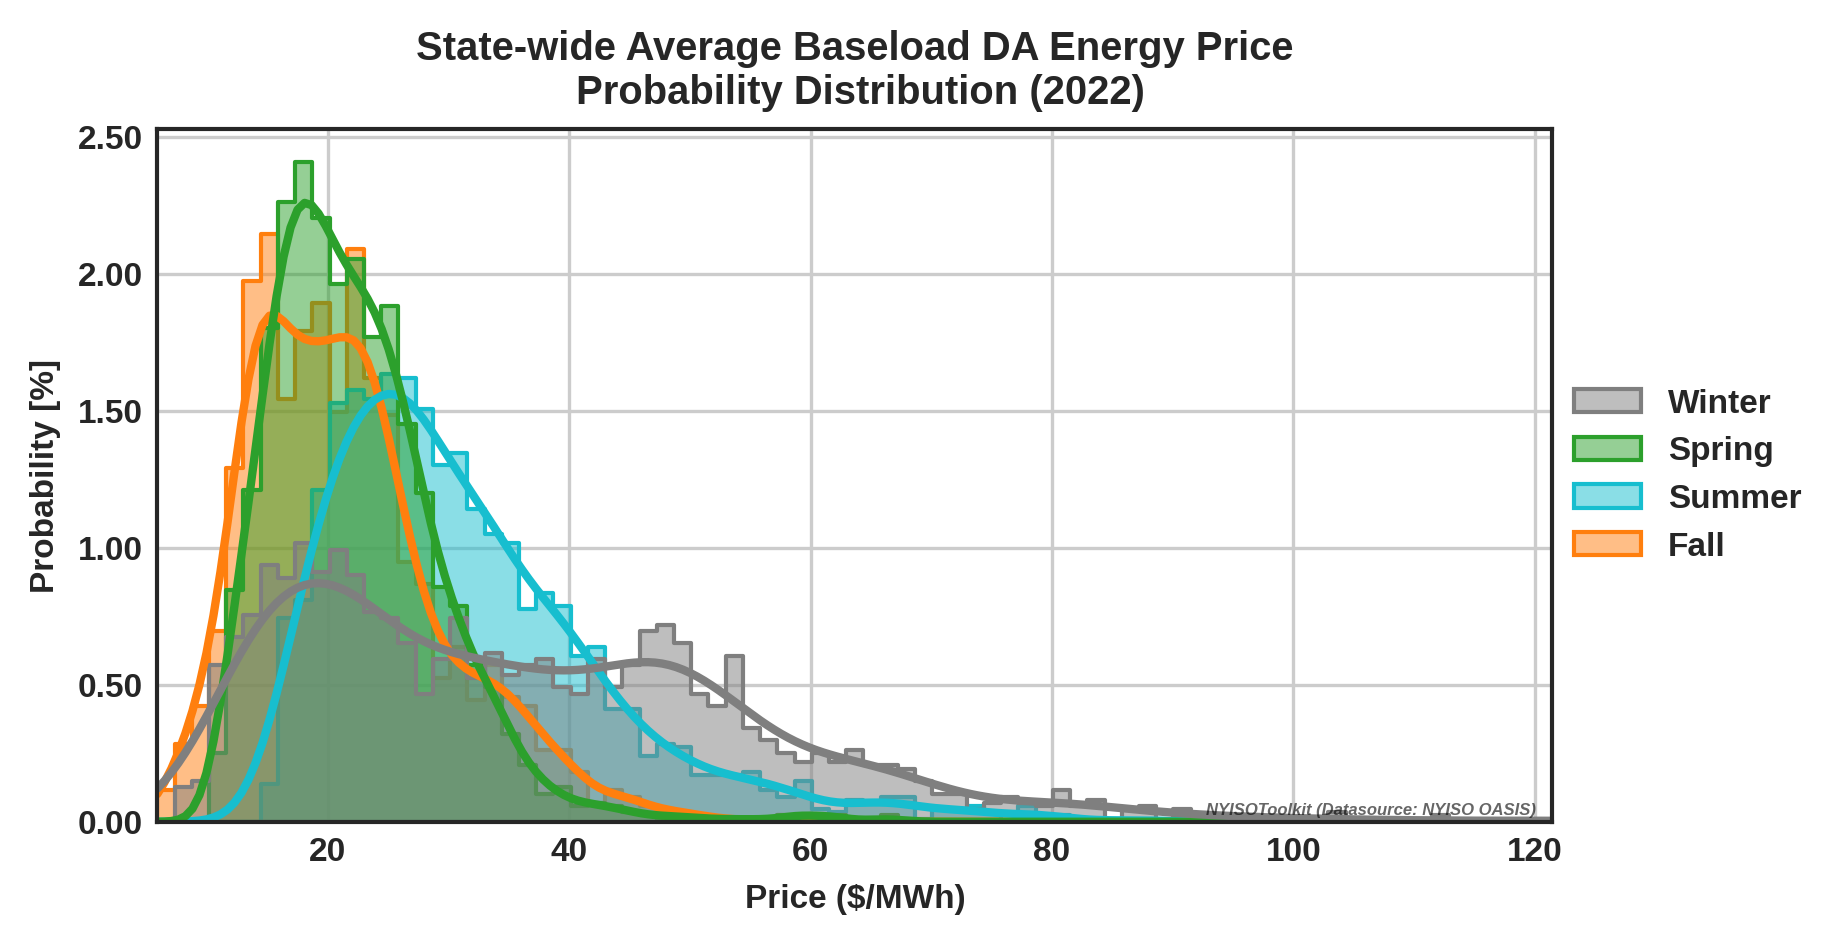 State-wide Average Baseload DA Energy Price
Probability Distribution (2022)
2.50
2.00
1.50
1.00
0.50
0.00
Probability [%]
20
40
60
80
100
120
Price ($/MWh)
Winter
Spring
Summer
Fall
NYISOToolkit (Datasource: NYISO OASIS)